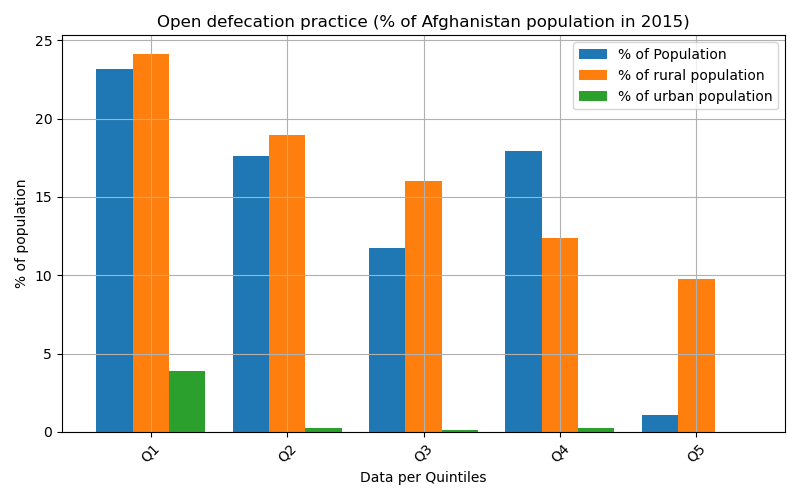 Open defecation practice (% of Afghanistan population in 2015)
% of Population
% of rural population
% of urban population
% of population
25
20
15
10
5
0
Q1
Q2
Q3
Q4
Q5
Data per Quintiles